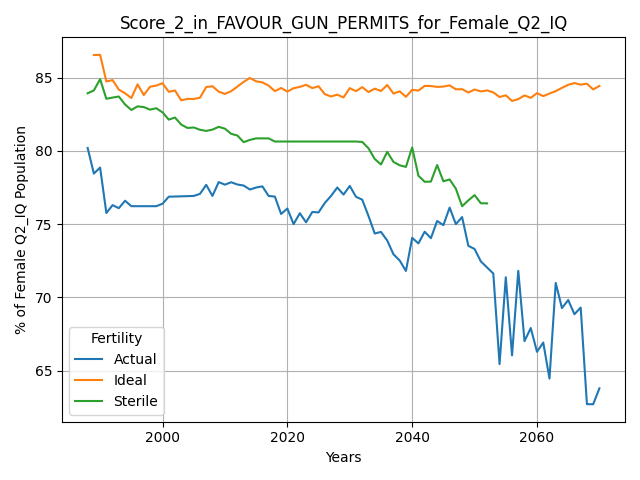 Score_2_in_FAVOUR_GUN_PERMITS_for_Female_Q2_IQ
% of Female Q2_IQ Population
85
80
75
70
65
Fertility
Actual
Ideal
Sterile
2000 2020 2040 2060
Years